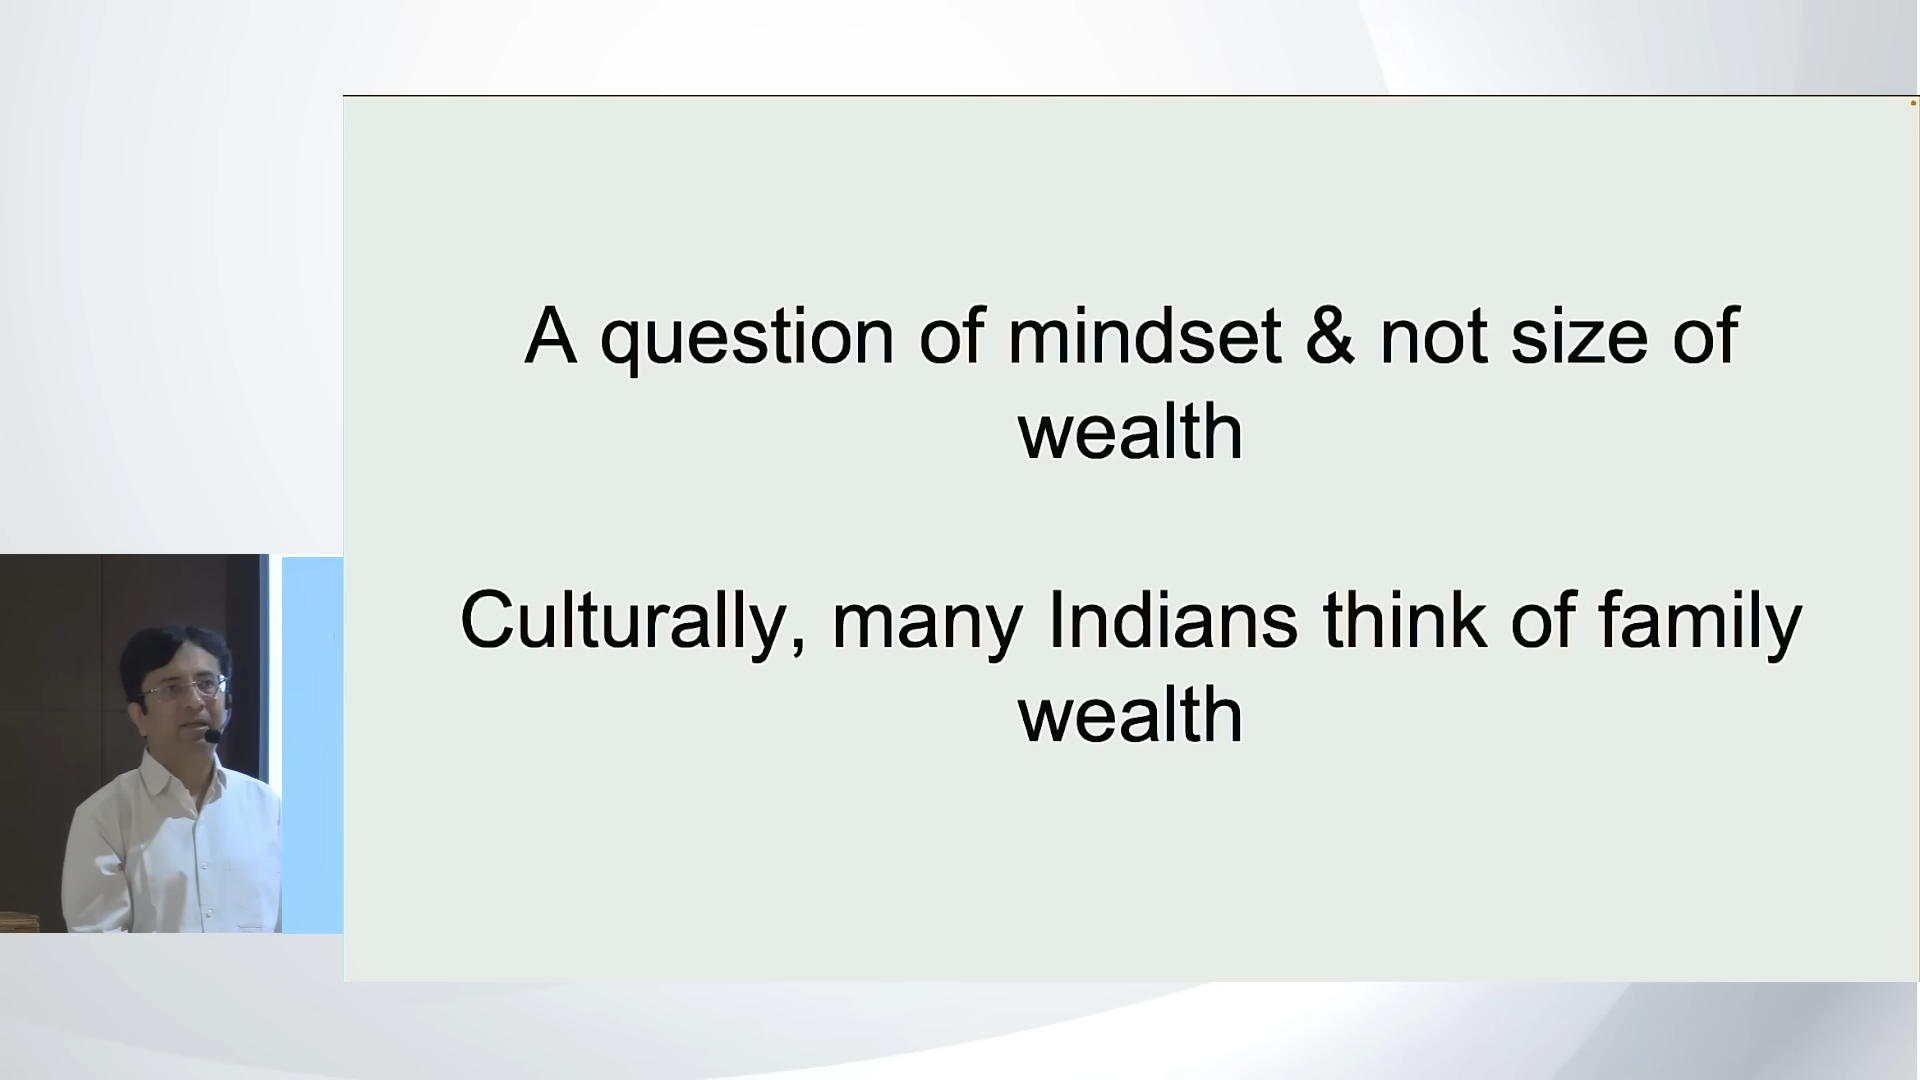 A question of mindset & not size of
wealth
Culturally, many Indians think of family
wealth